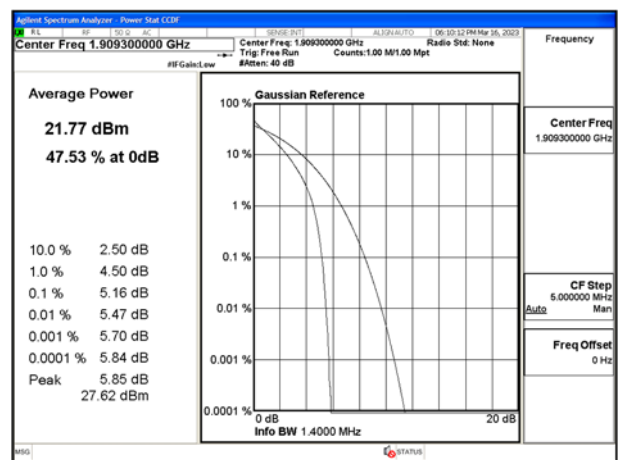 Agilent Spectrum Analyzer - Power Stat CCDF
RL RF 50 Ω AC SENSE:INT ALIGN AUTO 06:10:12 PM Mar 16, 2023
Center Freq 1.909300000 GHz
Center Freq: 1.909300000 GHz Radio Std: None
Trig: Free Run Counts:1.00 M/1.00 Mpt
#IFGain:Low #Atten: 40 dB
Frequency
Average Power
21.77 dBm
47.53 % at 0dB
10.0 % 2.50 dB
1.0 % 4.50 dB
0.1 % 5.16 dB
0.01 % 5.47 dB
0.001 % 5.70 dB
0.0001 % 5.84 dB
Peak 5.85 dB
27.62 dBm
Gaussian Reference
100 %
10 %
1 %
0.1 %
0.01 %
0.001 %
0.0001 %
0 dB 20 dB
Info BW 1.4000 MHz
Center Freq
1.909300000 GHz
CF Step
5.000000 MHz
Auto Man
Freq Offset
0 Hz
MSG STATUS